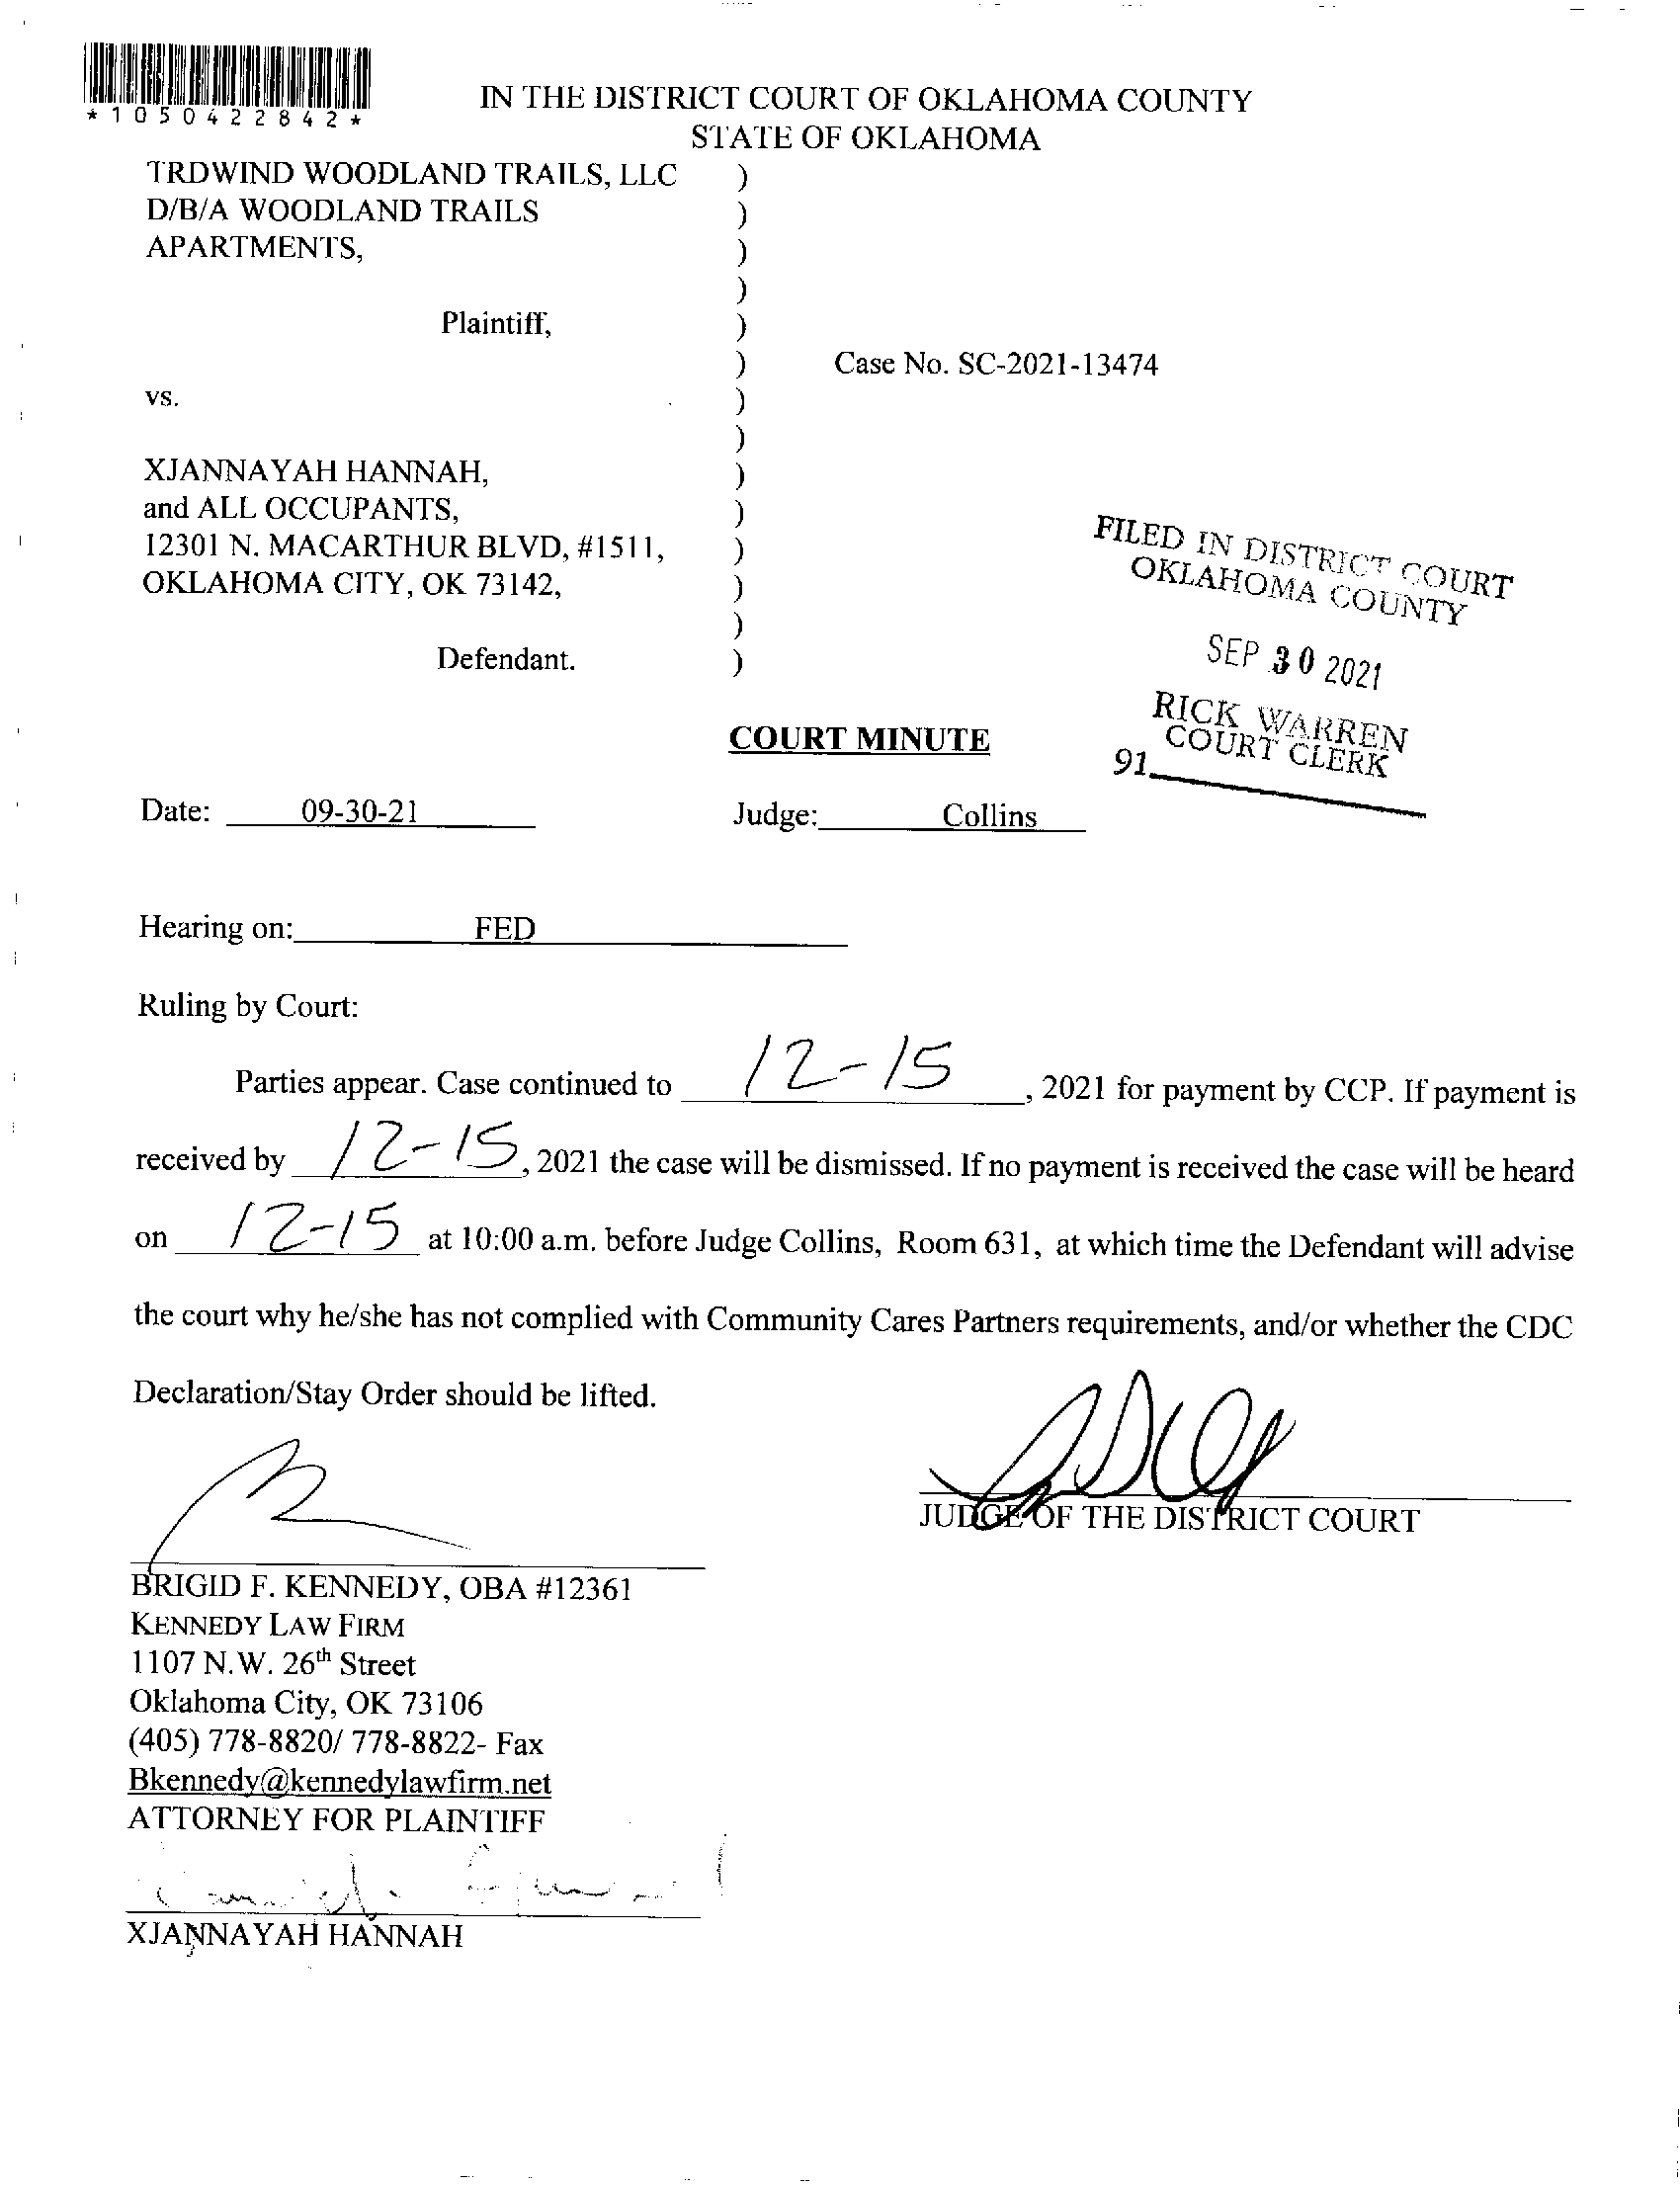 *1050422842*
IN THE DISTRICT COURT OF OKLAHOMA COUNTY
STATE OF OKLAHOMA
TRDWIND WOODLAND TRAILS, LLC )
D/B/A WOODLAND TRAILS )
APARTMENTS, )
)
Plaintiff, )
) Case No. SC-2021-13474
vs. )
)
XJANNAYAH HANNAH, )
and ALL OCCUPANTS, )
12301 N. MACARTHUR BLVD, #1511, )
OKLAHOMA CITY, OK 73142, )
)
Defendant. )
FILED IN DISTRICT COURT
OKLAHOMA COUNTY
SEP 30 2021
RICK WARREN
COURT CLERK
91
COURT MINUTE
Date: 09-30-21 Judge: Collins
Hearing on: FED
Ruling by Court:
Parties appear. Case continued to 12-15, 2021 for payment by CCP. If payment is
received by 12-15, 2021 the case will be dismissed. If no payment is received the case will be heard
on 12-15 at 10:00 a.m. before Judge Collins, Room 631, at which time the Defendant will advise
the court why he/she has not complied with Community Cares Partners requirements, and/or whether the CDC
Declaration/Stay Order should be lifted.
JUDGE OF THE DISTRICT COURT
BRIGID F. KENNEDY, OBA #12361
KENNEDY LAW FIRM
1107 N.W. 26th Street
Oklahoma City, OK 73106
(405) 778-8820/ 778-8822- Fax
Bkennedy@kennedylawfirm.net
ATTORNEY FOR PLAINTIFF
XJANNAYAH HANNAH